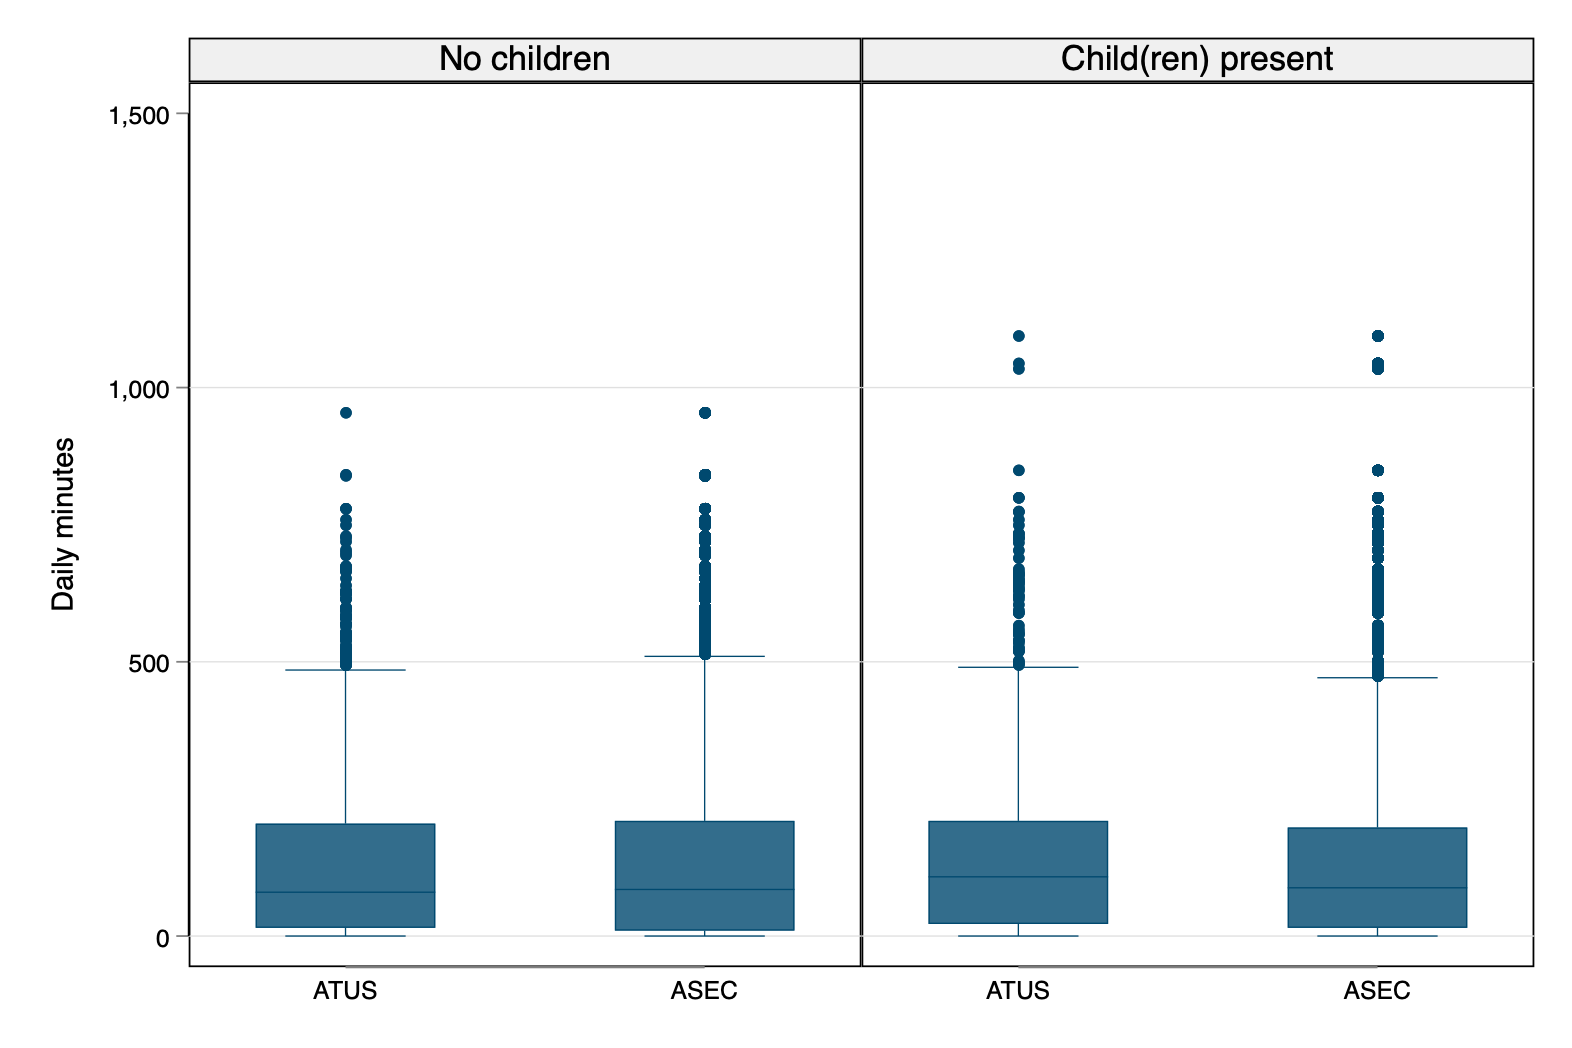 No children
Child(ren) present
1,500
1,000
500
0
Daily minutes
ATUS
ASEC
ATUS
ASEC